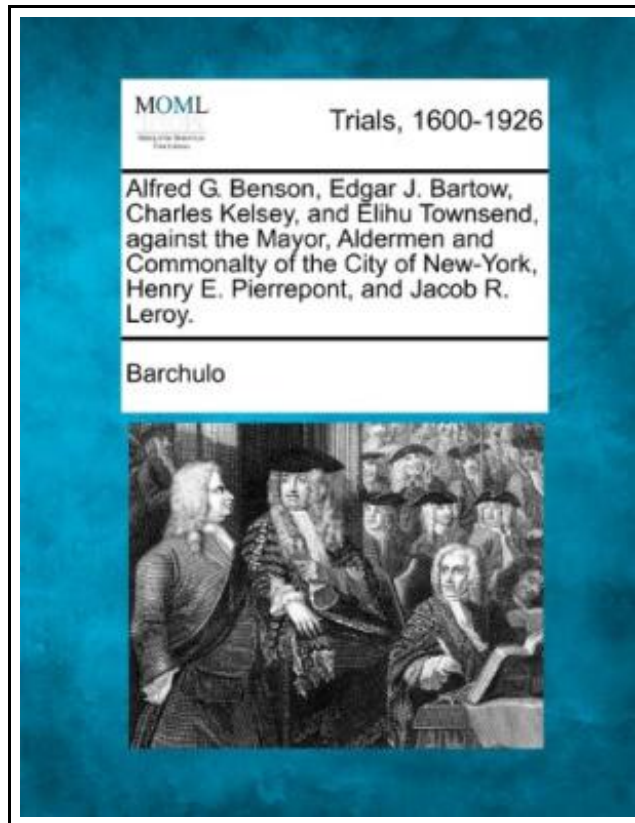 MOML
Trials, 1600-1926
Alfred G. Benson, Edgar J. Bartow,
Charles Kelsey, and Elihu Townsend,
against the Mayor, Aldermen and
Commonalty of the City of New-York,
Henry E. Pierrepont, and Jacob R.
Leroy.
Barchulo